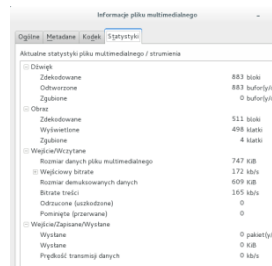 Informacje pliku multimedialnego
Ogólne Metadane Kodek Statystyki
Aktualne statystyki pliku multimedialnego / strumienia
Dźwięk
Zdekodowane 883 bloki
Odtworzone 883 bufor(y/
Zgubione 0 bufor(y/
Obraz
Zdekodowane 511 bloki
Wyświetlone 498 klatki
Zgubione 4 klatki
Wejście/Wczytane
Rozmiar danych pliku multimedialnego 747 KiB
Wejściowy bitrate 172 kb/s
Rozmiar demuksowanych danych 609 KiB
Bitrate treści 165 kb/s
Odrzucone (uszkodzone) 0
Pominięte (przerwane) 0
Wejście/Zapisane/Wysłane
Wysłane 0 pakiet(y/
Wysłane 0 KiB
Prędkość transmisji danych 0 kb/s